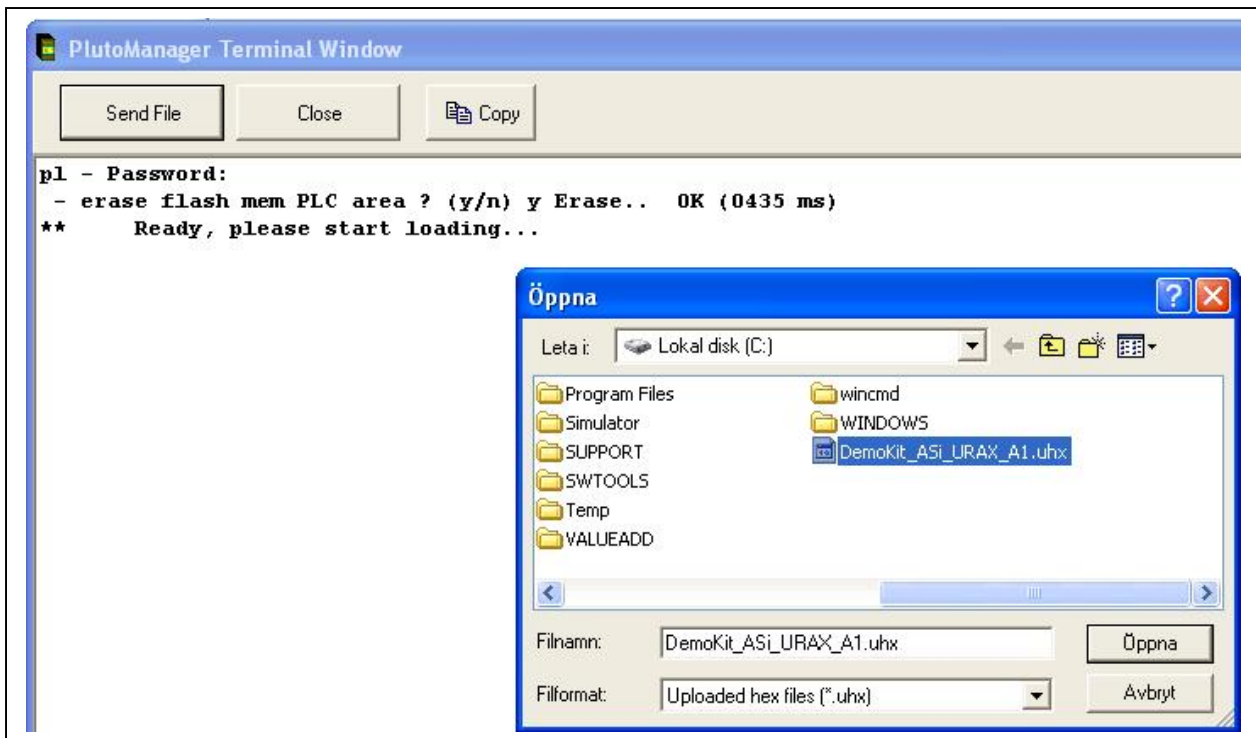 PlutoManager Terminal Window
Send File
Close
Copy
pl - Password:
- erase flash mem PLC area ? (y/n) y Erase.. OK (0435 ms)
** Ready, please start loading...
Öppna
Leta i: Lokal disk (C:)
Program Files
Simulator
SUPPORT
SWTOOLS
Temp
VALUEADD
wincmd
WINDOWS
DemoKit_ASi_URAX_A1.uhx
Filnamn: DemoKit_ASi_URAX_A1.uhx
Öppna
Filformat: Uploaded hex files (*.uhx)
Avbryt